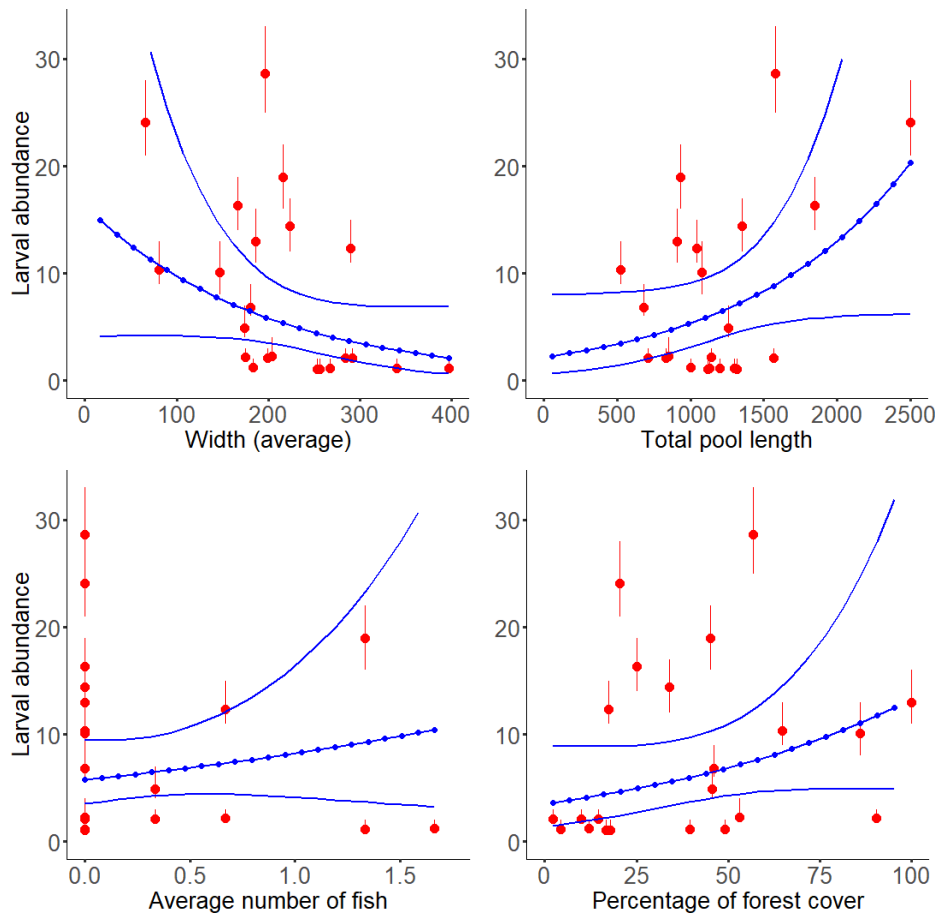 30
20
10
0
Larval abundance
0 100 200 300 400
Width (average)
30
20
10
0
0 500 1000 1500 2000 2500
Total pool length
30
20
10
0
Larval abundance
0.0 0.5 1.0 1.5
Average number of fish
30
20
10
0
0 25 50 75 100
Percentage of forest cover